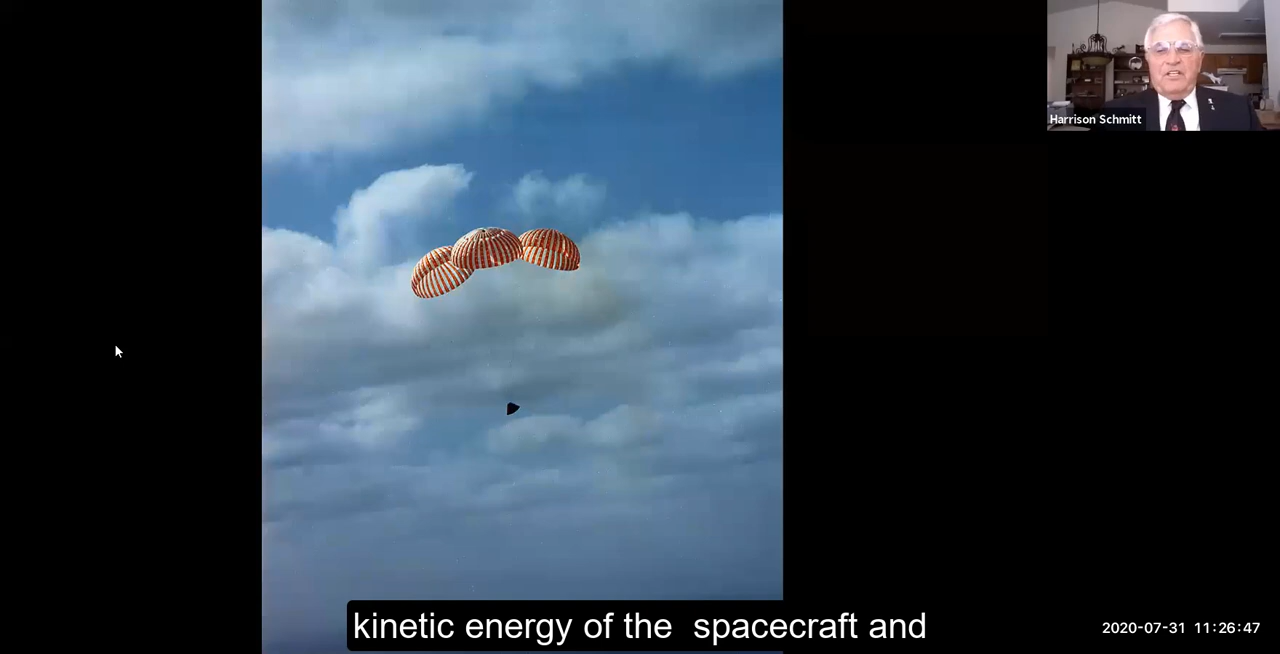 Harrison Schmitt
kinetic energy of the  spacecraft and
2020-07-31 11:26:47